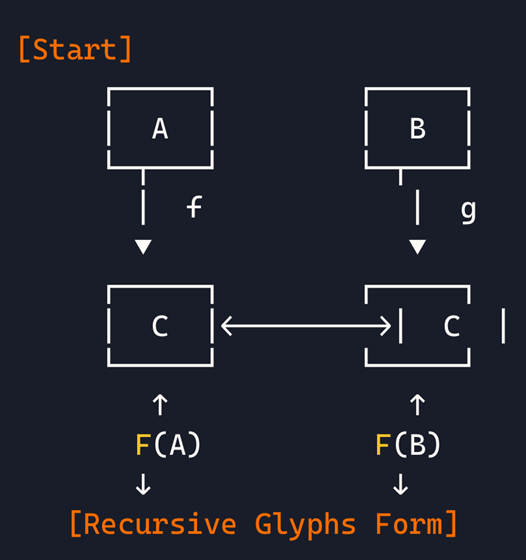 [Start]
A B
f g
C C
F(A) F(B)
[Recursive Glyphs Form]